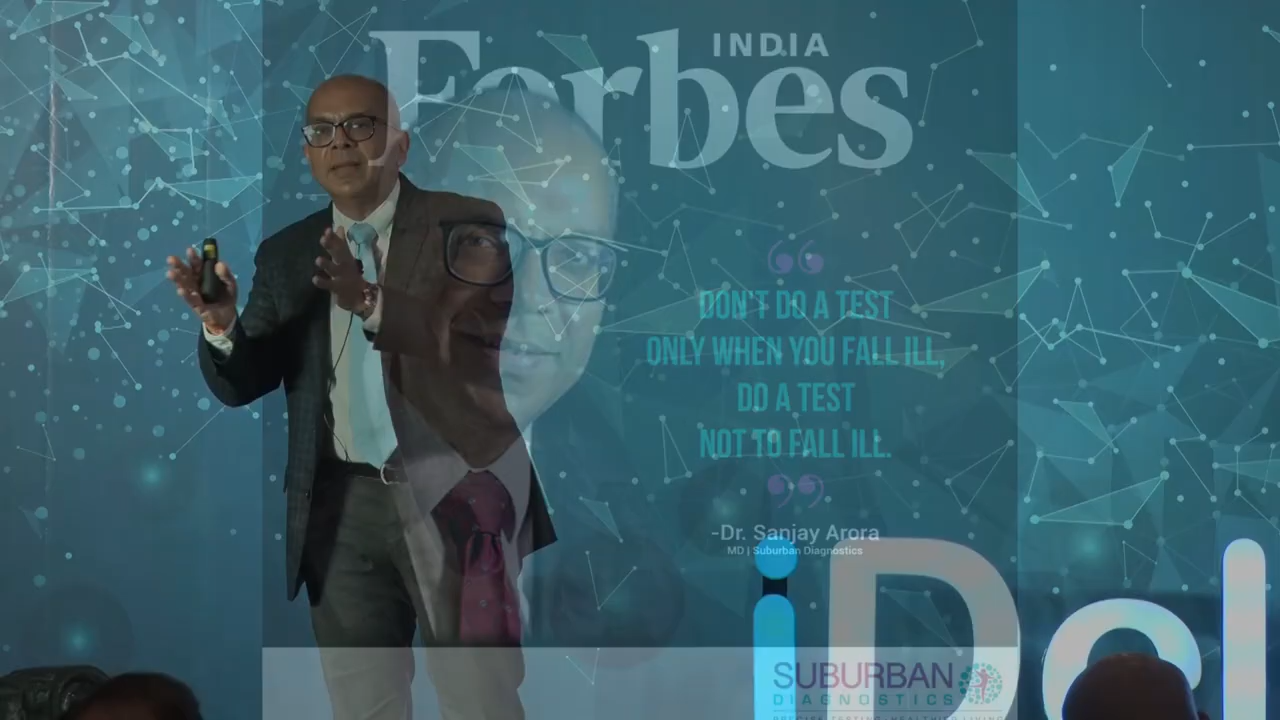 INDIA
Forbes
DON'T DO A TEST
ONLY WHEN YOU FALL ILL,
DO A TEST
NOT TO FALL ILL.
-Dr. Sanjay Arora
MD | Suburban Diagnostics
SUBURBAN
DIAGNOSTICS